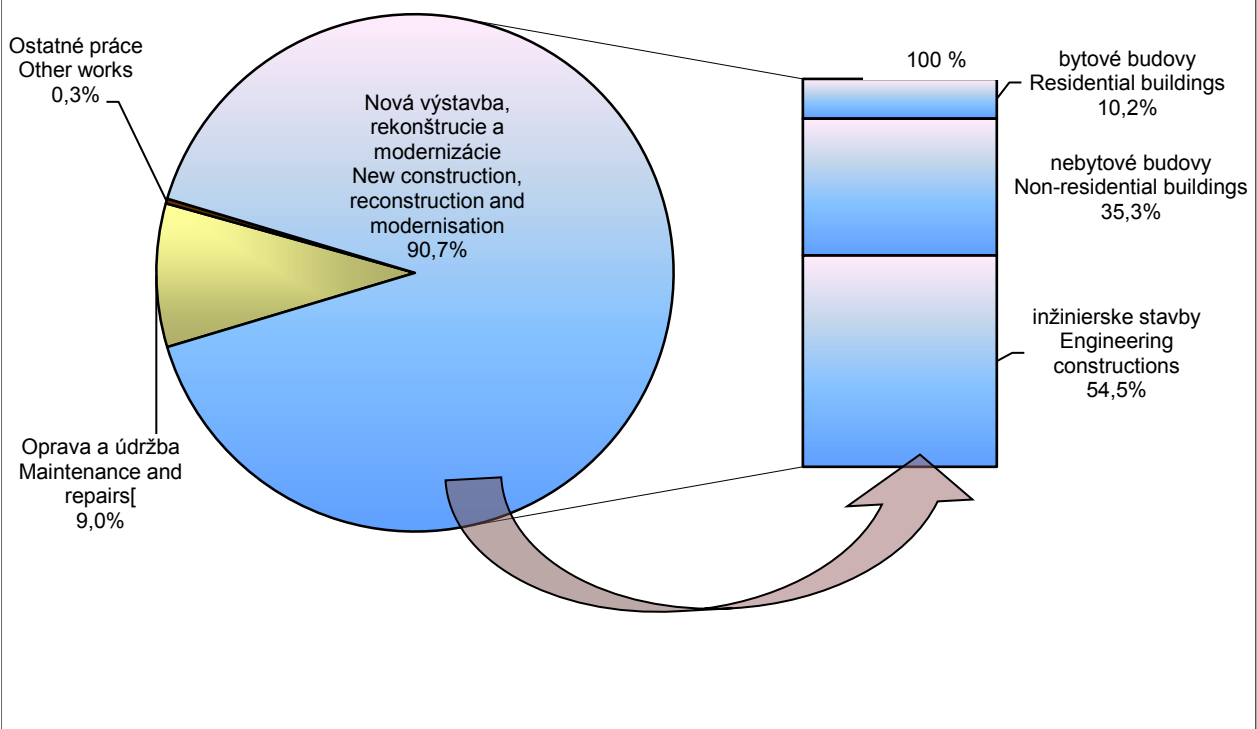 Ostatné práce
Other works
0,3%
Nová výstavba,
rekonštrucie a
modernizácie
New construction,
reconstruction and
modernisation
90,7%
Oprava a údržba
Maintenance and
repairs[
9,0%
100 %
bytové budovy
Residential buildings
10,2%
nebytové budovy
Non-residential buildings
35,3%
inžinierske stavby
Engineering
constructions
54,5%